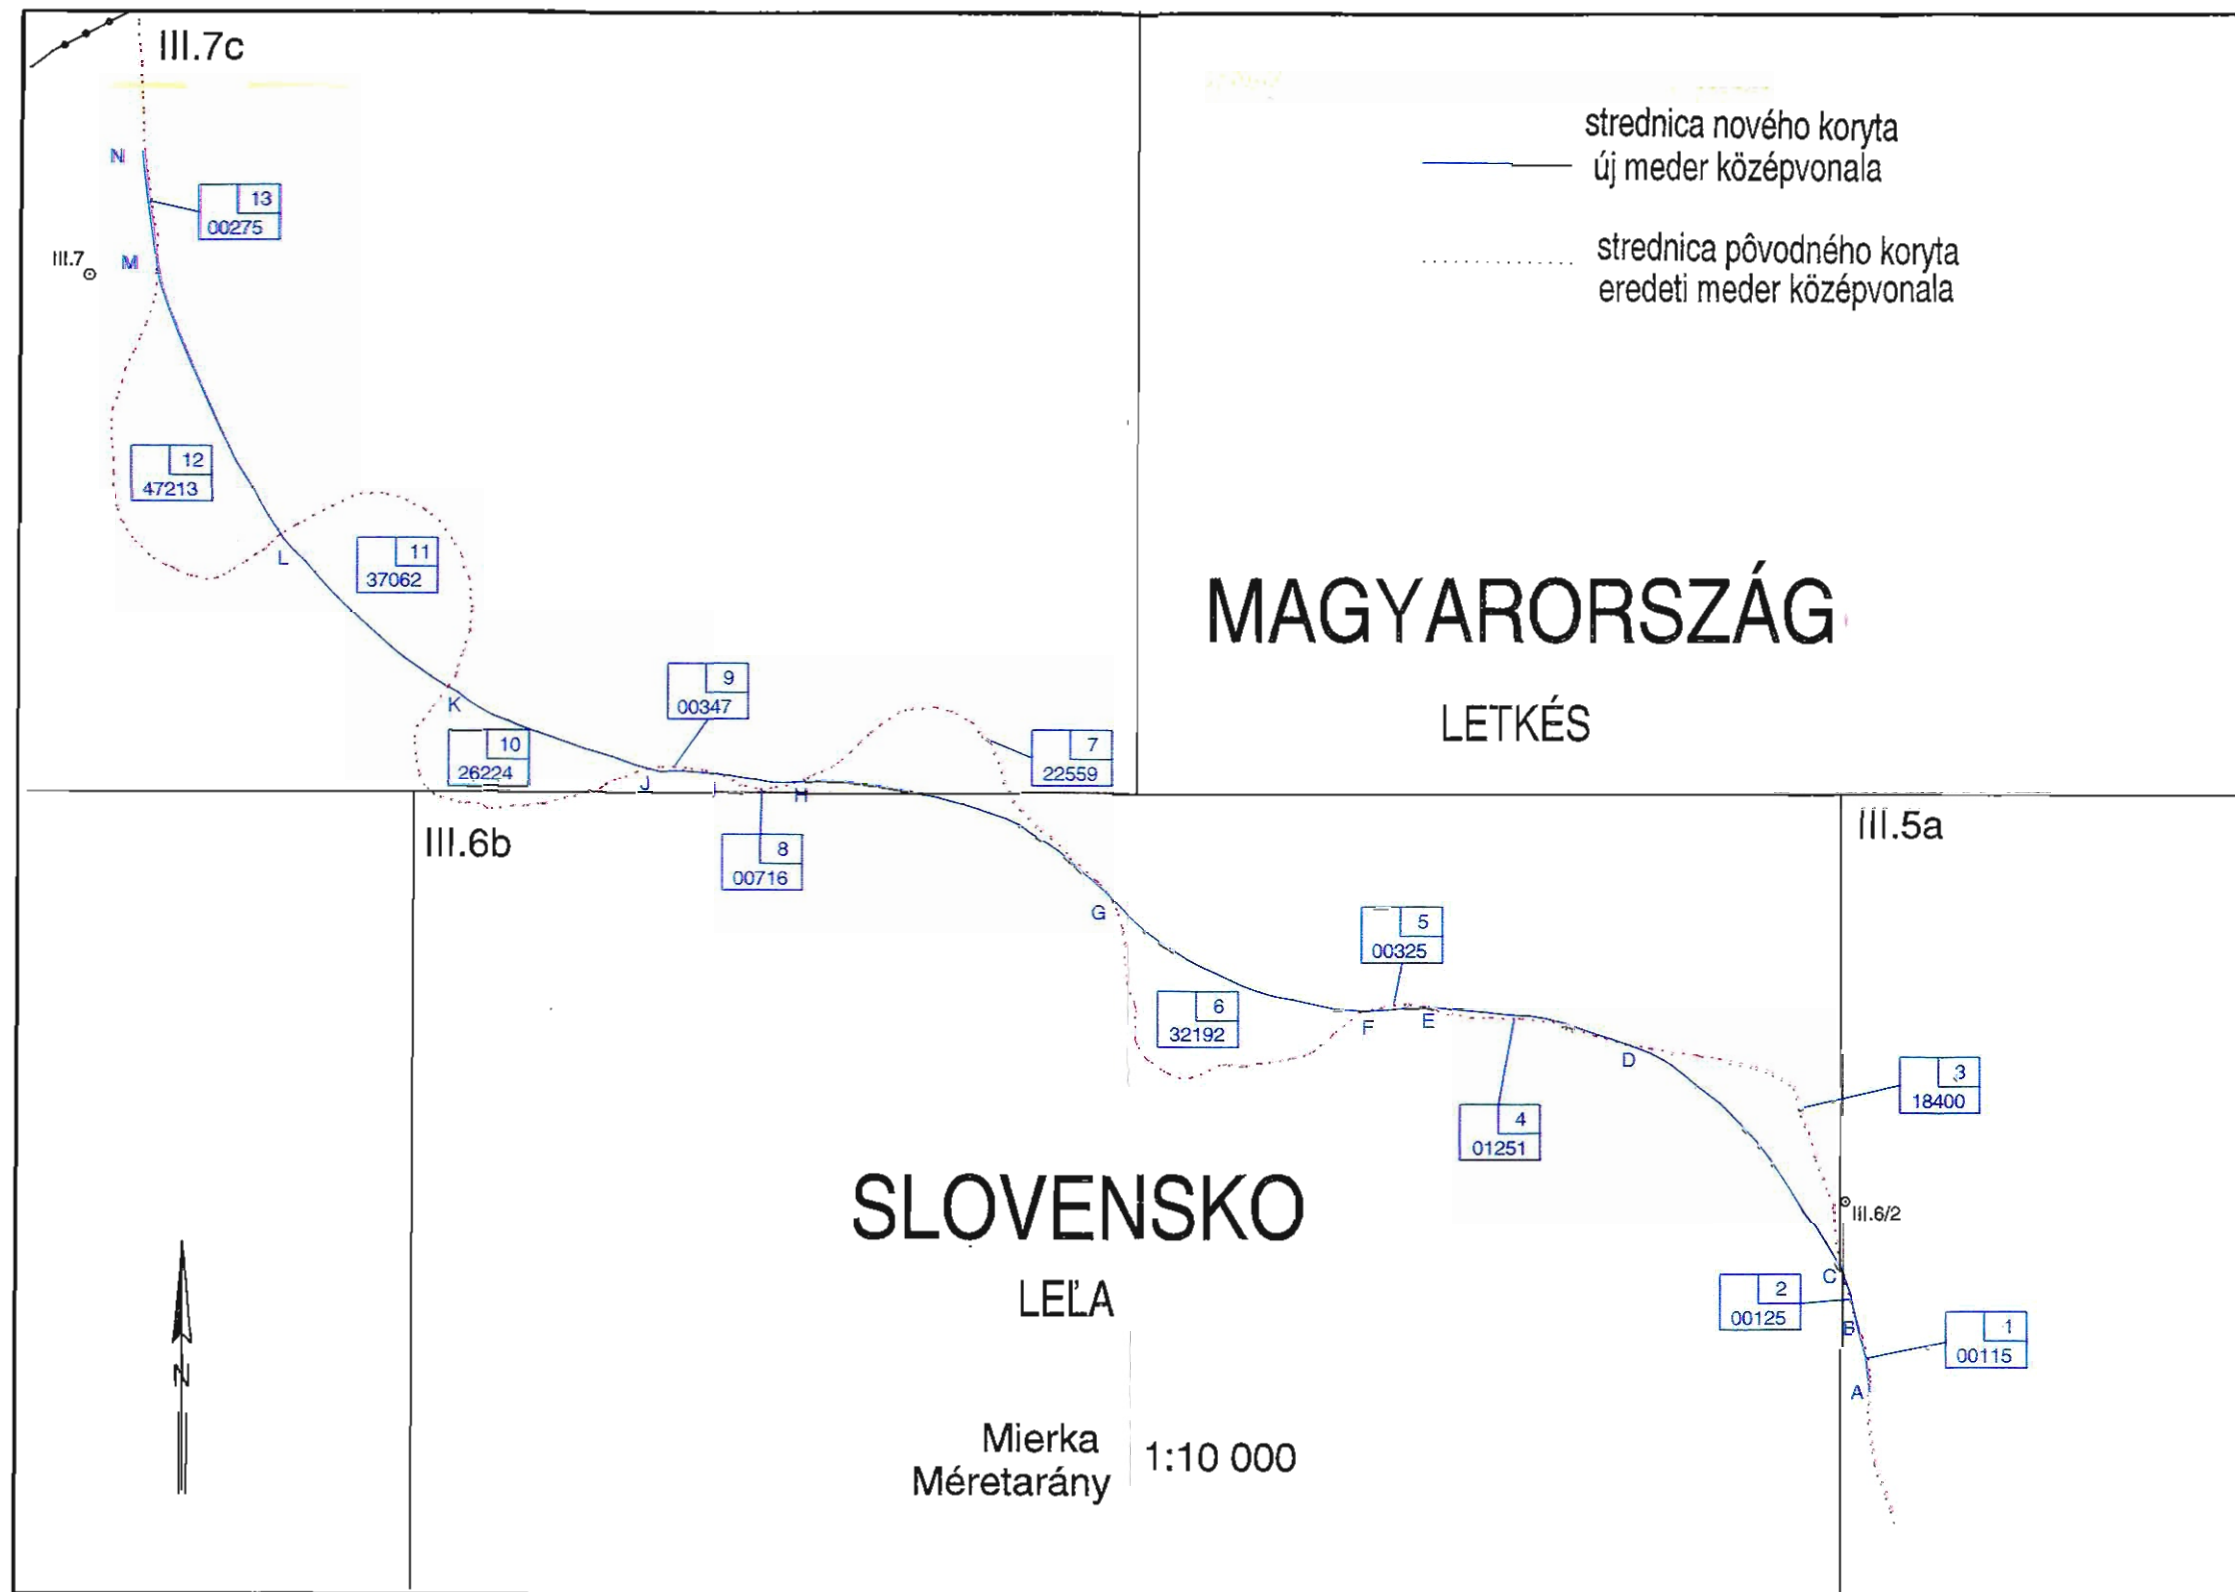 III.7c
strednica nového koryta
új meder középvonala
strednica pôvodného koryta
eredeti meder középvonala
N
13
00275
III.7
M
12
47213
L
11
37062
MAGYARORSZÁG
LETKÉS
K
9
00347
10
26224
7
22559
J
I
H
III.6b
8
00716
III.5a
G
5
00325
6
32192
F
E
D
3
18400
4
01251
SLOVENSKO
LEĽA
III.6/2
C
2
00125
B
1
00115
A
N
Mierka
Méretarány
1:10 000